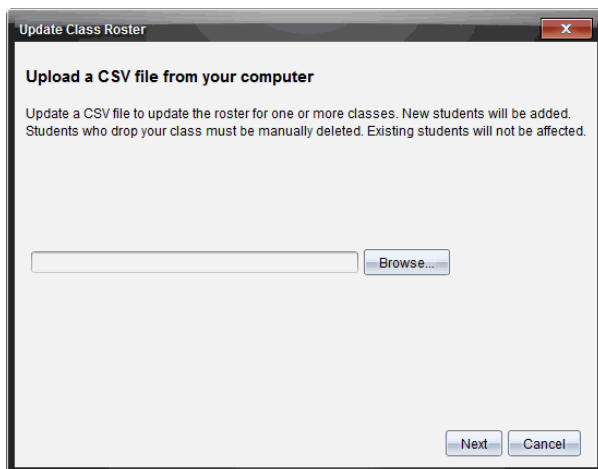 Update Class Roster
X
Upload a CSV file from your computer
Update a CSV file to update the roster for one or more classes. New students will be added.
Students who drop your class must be manually deleted. Existing students will not be affected.
Browse...
Next Cancel